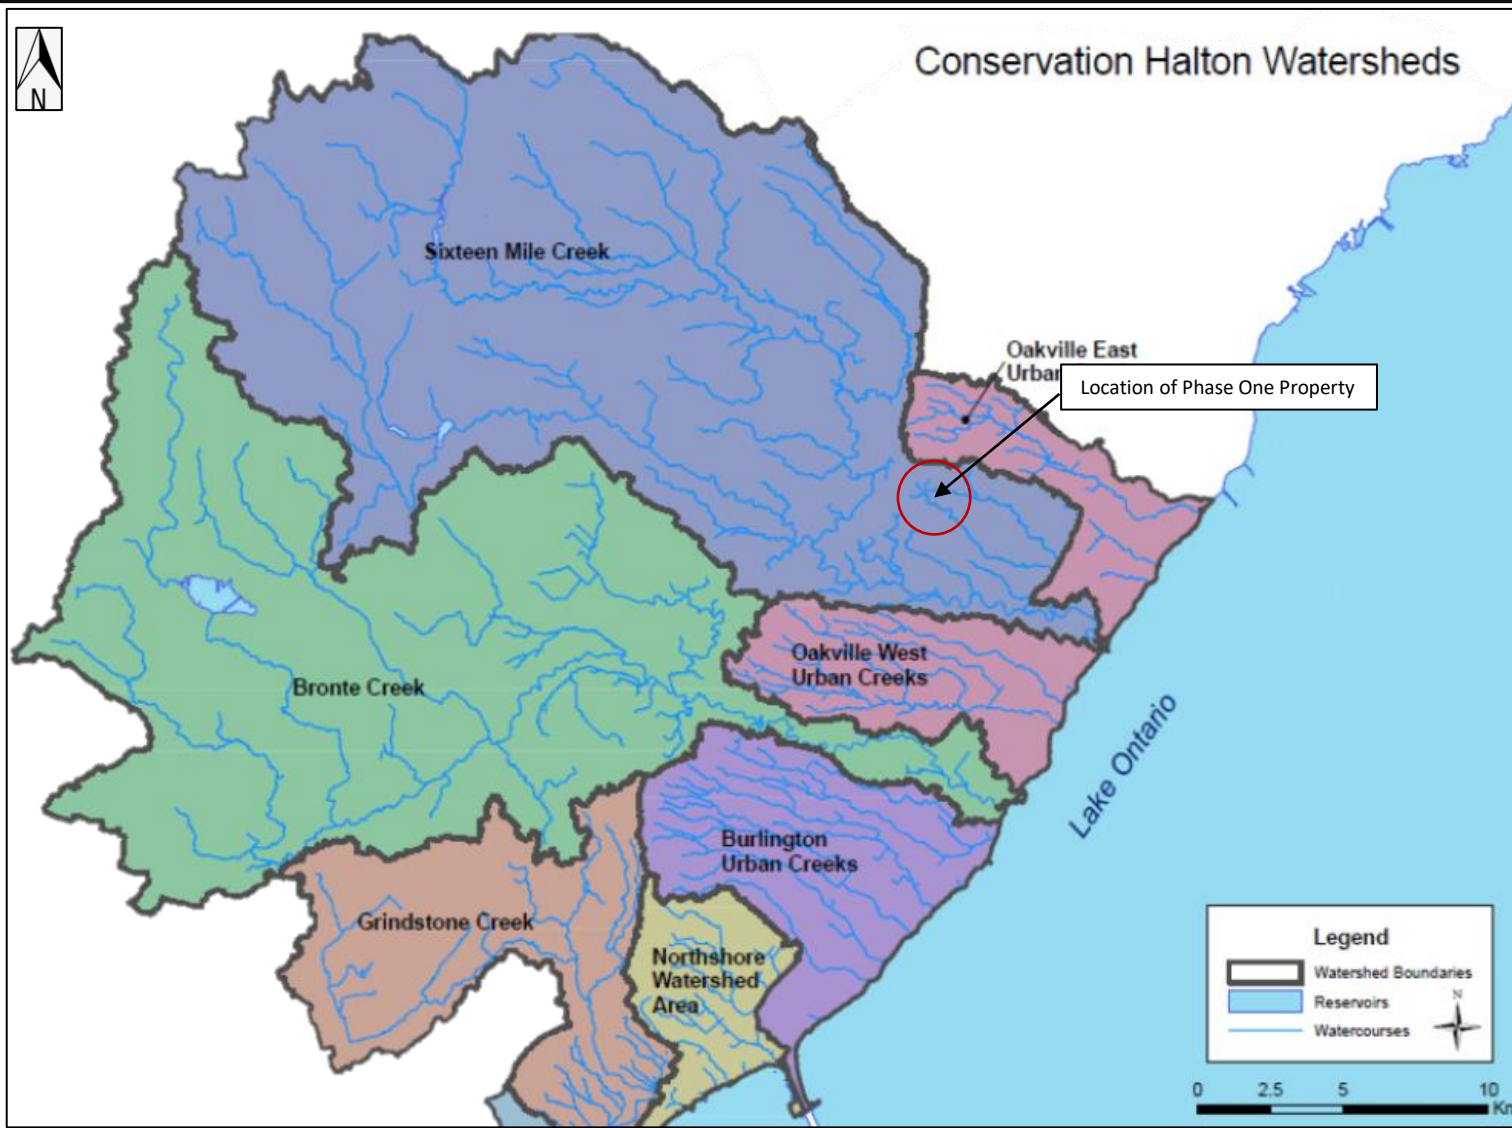 N
Conservation Halton Watersheds
Sixteen Mile Creek
Oakville East
Urban
Location of Phase One Property
Oakville West
Urban Creeks
Bronte Creek
Lake Ontario
Burlington
Urban Creeks
Grindstone Creek
Northshore
Watershed
Area
Legend
Watershed Boundaries
Reservoirs
Watercourses
N
0 2.5 5 10
Km